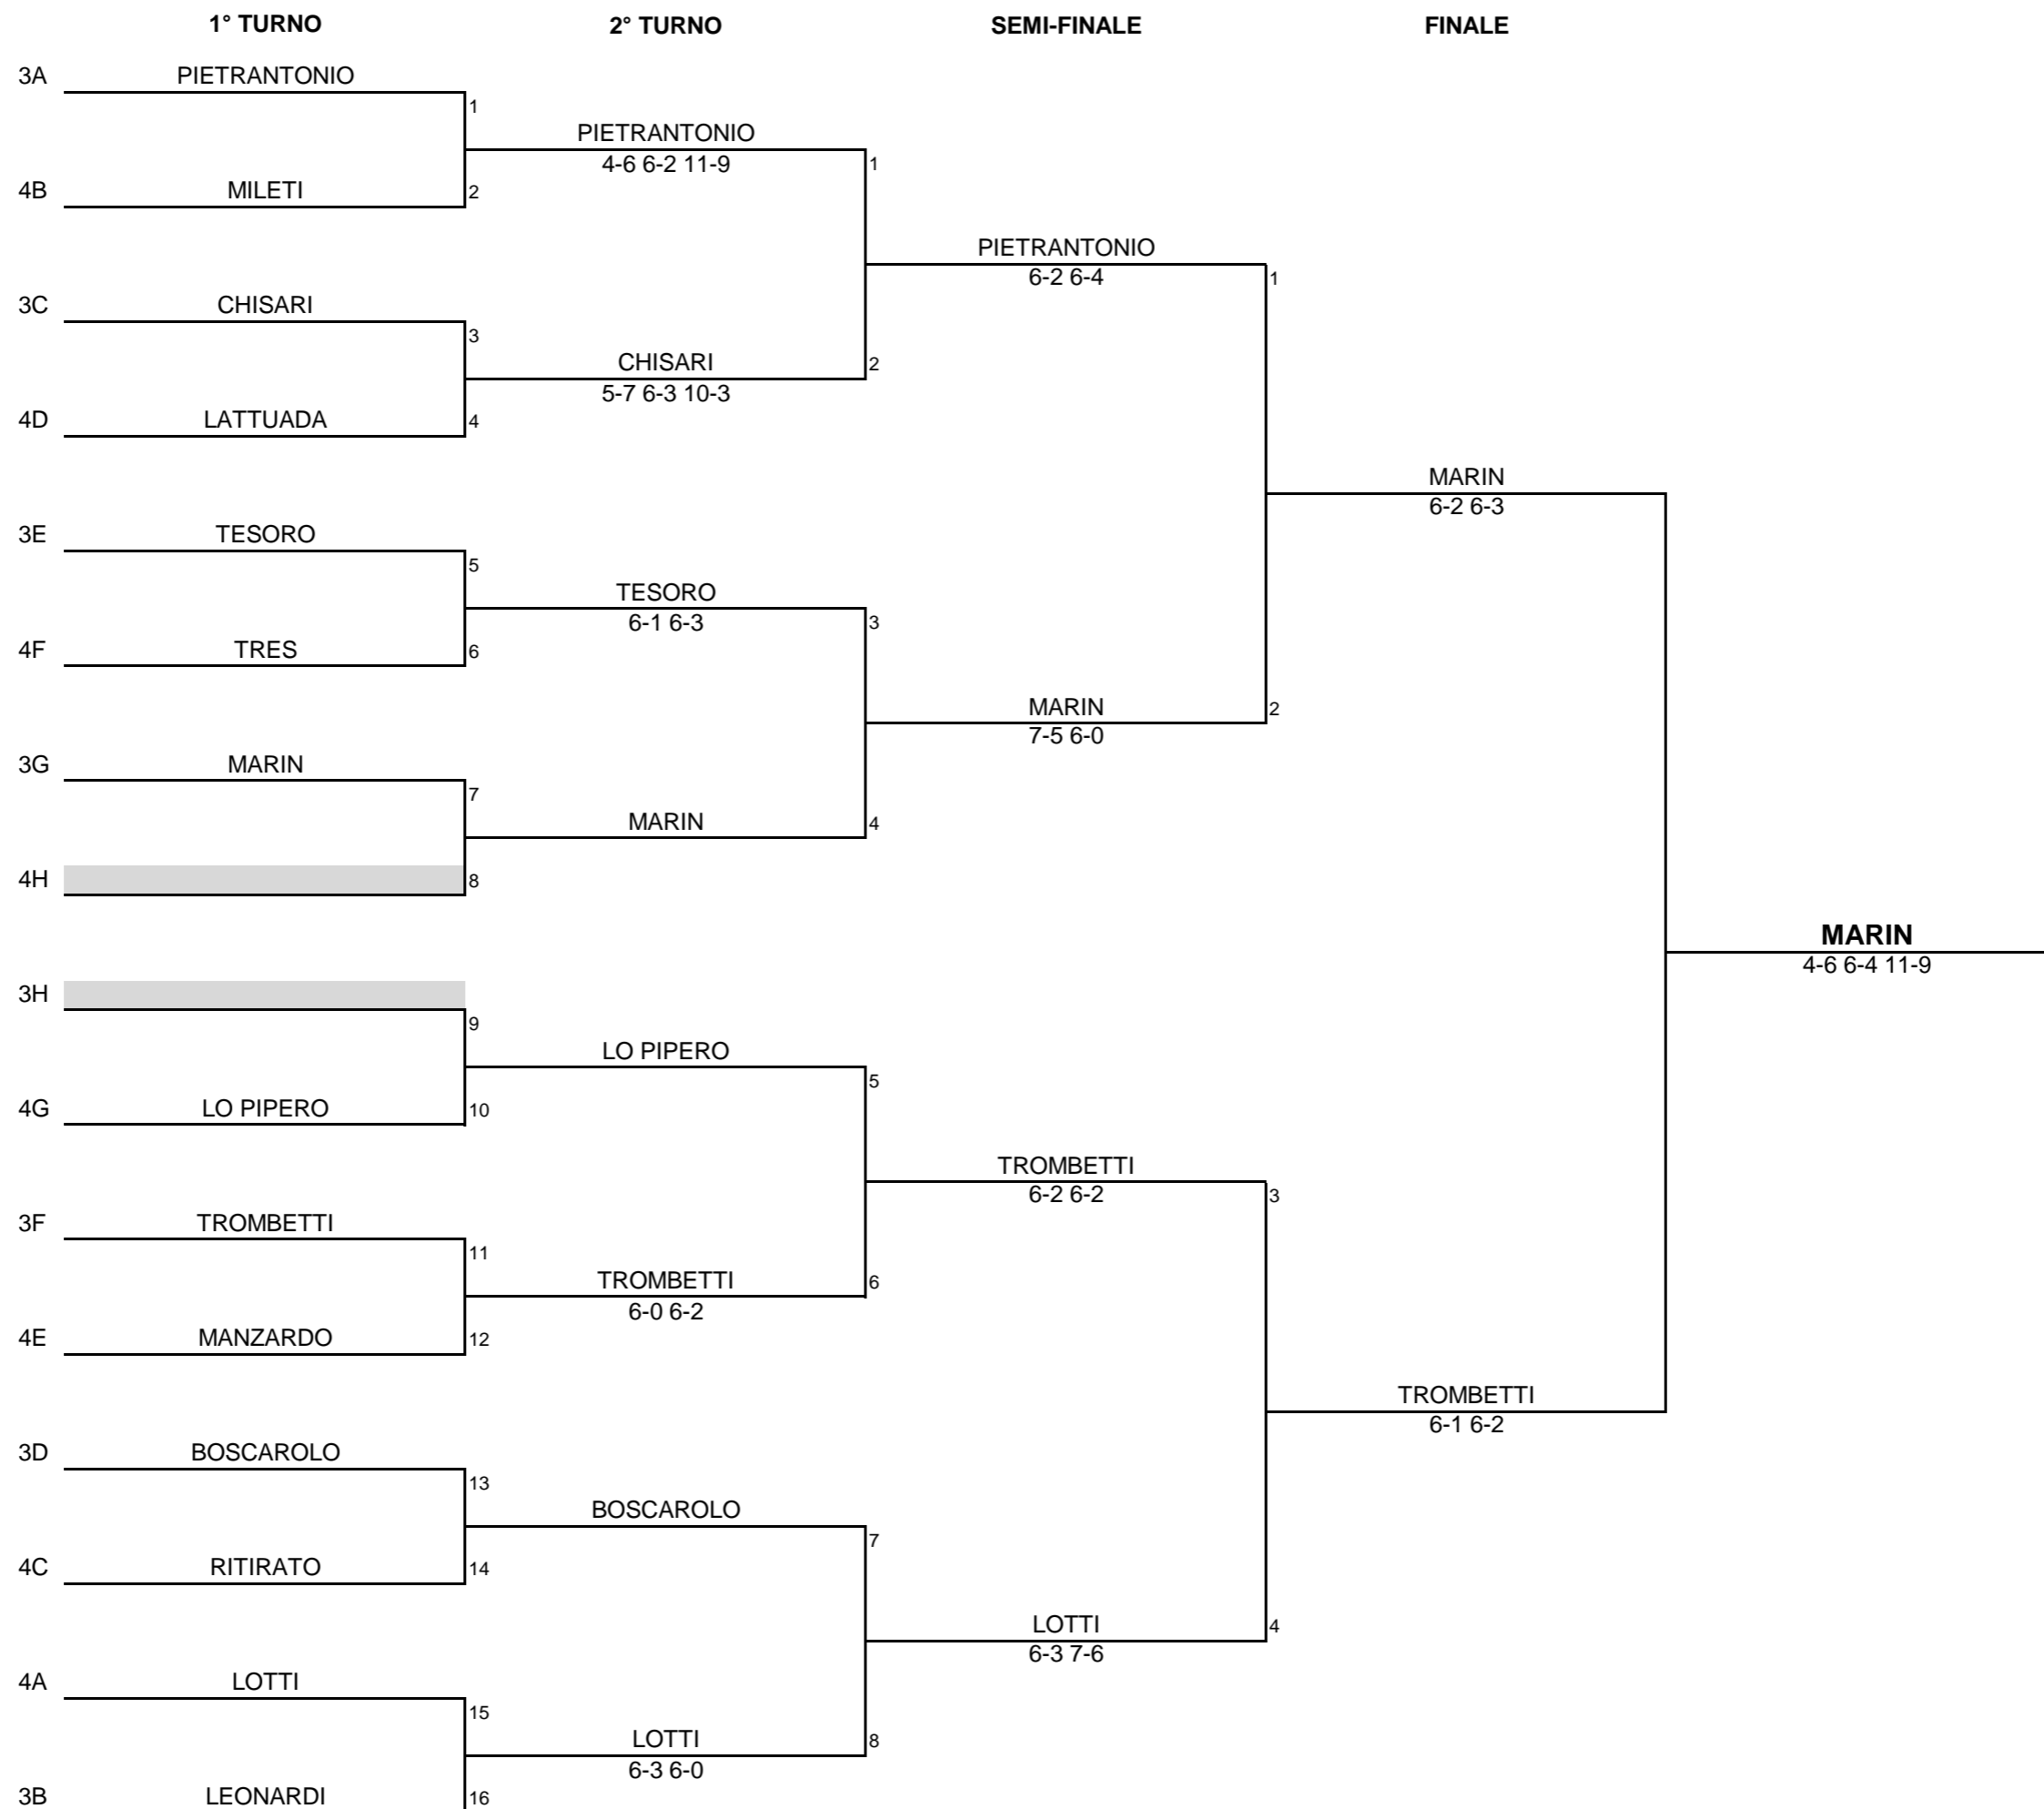 1° TURNO 2° TURNO SEMI-FINALE FINALE
3A PIETRANTONIO
1
PIETRANTONIO
4-6 6-2 11-9 1
4B MILETI 2
PIETRANTONIO
6-2 6-4 1
3C CHISARI
3
CHISARI 2
5-7 6-3 10-3
4D LATTUADA 4
MARIN
6-2 6-3
3E TESORO
5
TESORO
6-1 6-3 3
4F TRES 6
MARIN 2
7-5 6-0
3G MARIN
7
MARIN 4
4H 8
MARIN
4-6 6-4 11-9
3H
9
LO PIPERO
5
4G LO PIPERO 10
TROMBETTI
6-2 6-2 3
3F TROMBETTI
11
TROMBETTI 6
6-0 6-2
4E MANZARDO 12
TROMBETTI
6-1 6-2
3D BOSCAROLO
13
BOSCAROLO
7
4C RITIRATO 14
LOTTI 4
6-3 7-6
4A LOTTI
15
LOTTI 8
6-3 6-0
3B LEONARDI 16